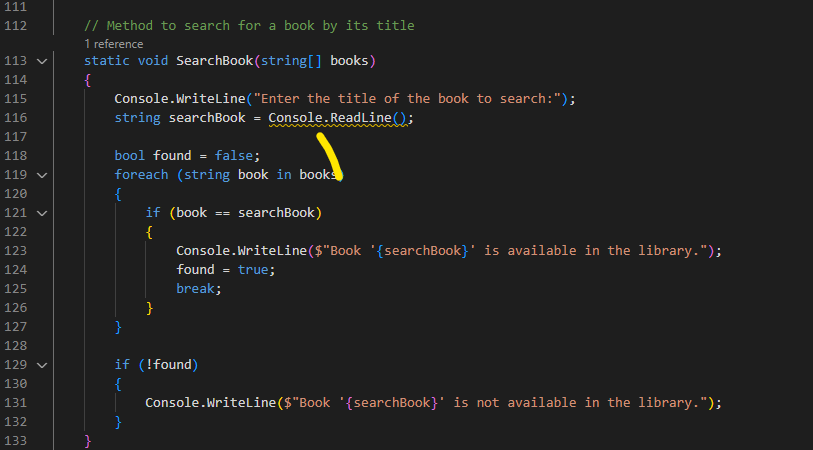 111
112 // Method to search for a book by its title
1 reference
113 static void SearchBook(string[] books)
114 {
115 Console.WriteLine("Enter the title of the book to search:");
116 string searchBook = Console.ReadLine();
117
118 bool found = false;
119 foreach (string book in books
120 {
121 if (book == searchBook)
122 {
123 Console.WriteLine($"Book '{searchBook}' is available in the library.");
124 found = true;
125 break;
126 }
127 }
128
129 if (!found)
130 {
131 Console.WriteLine($"Book '{searchBook}' is not available in the library.");
132 }
133 }